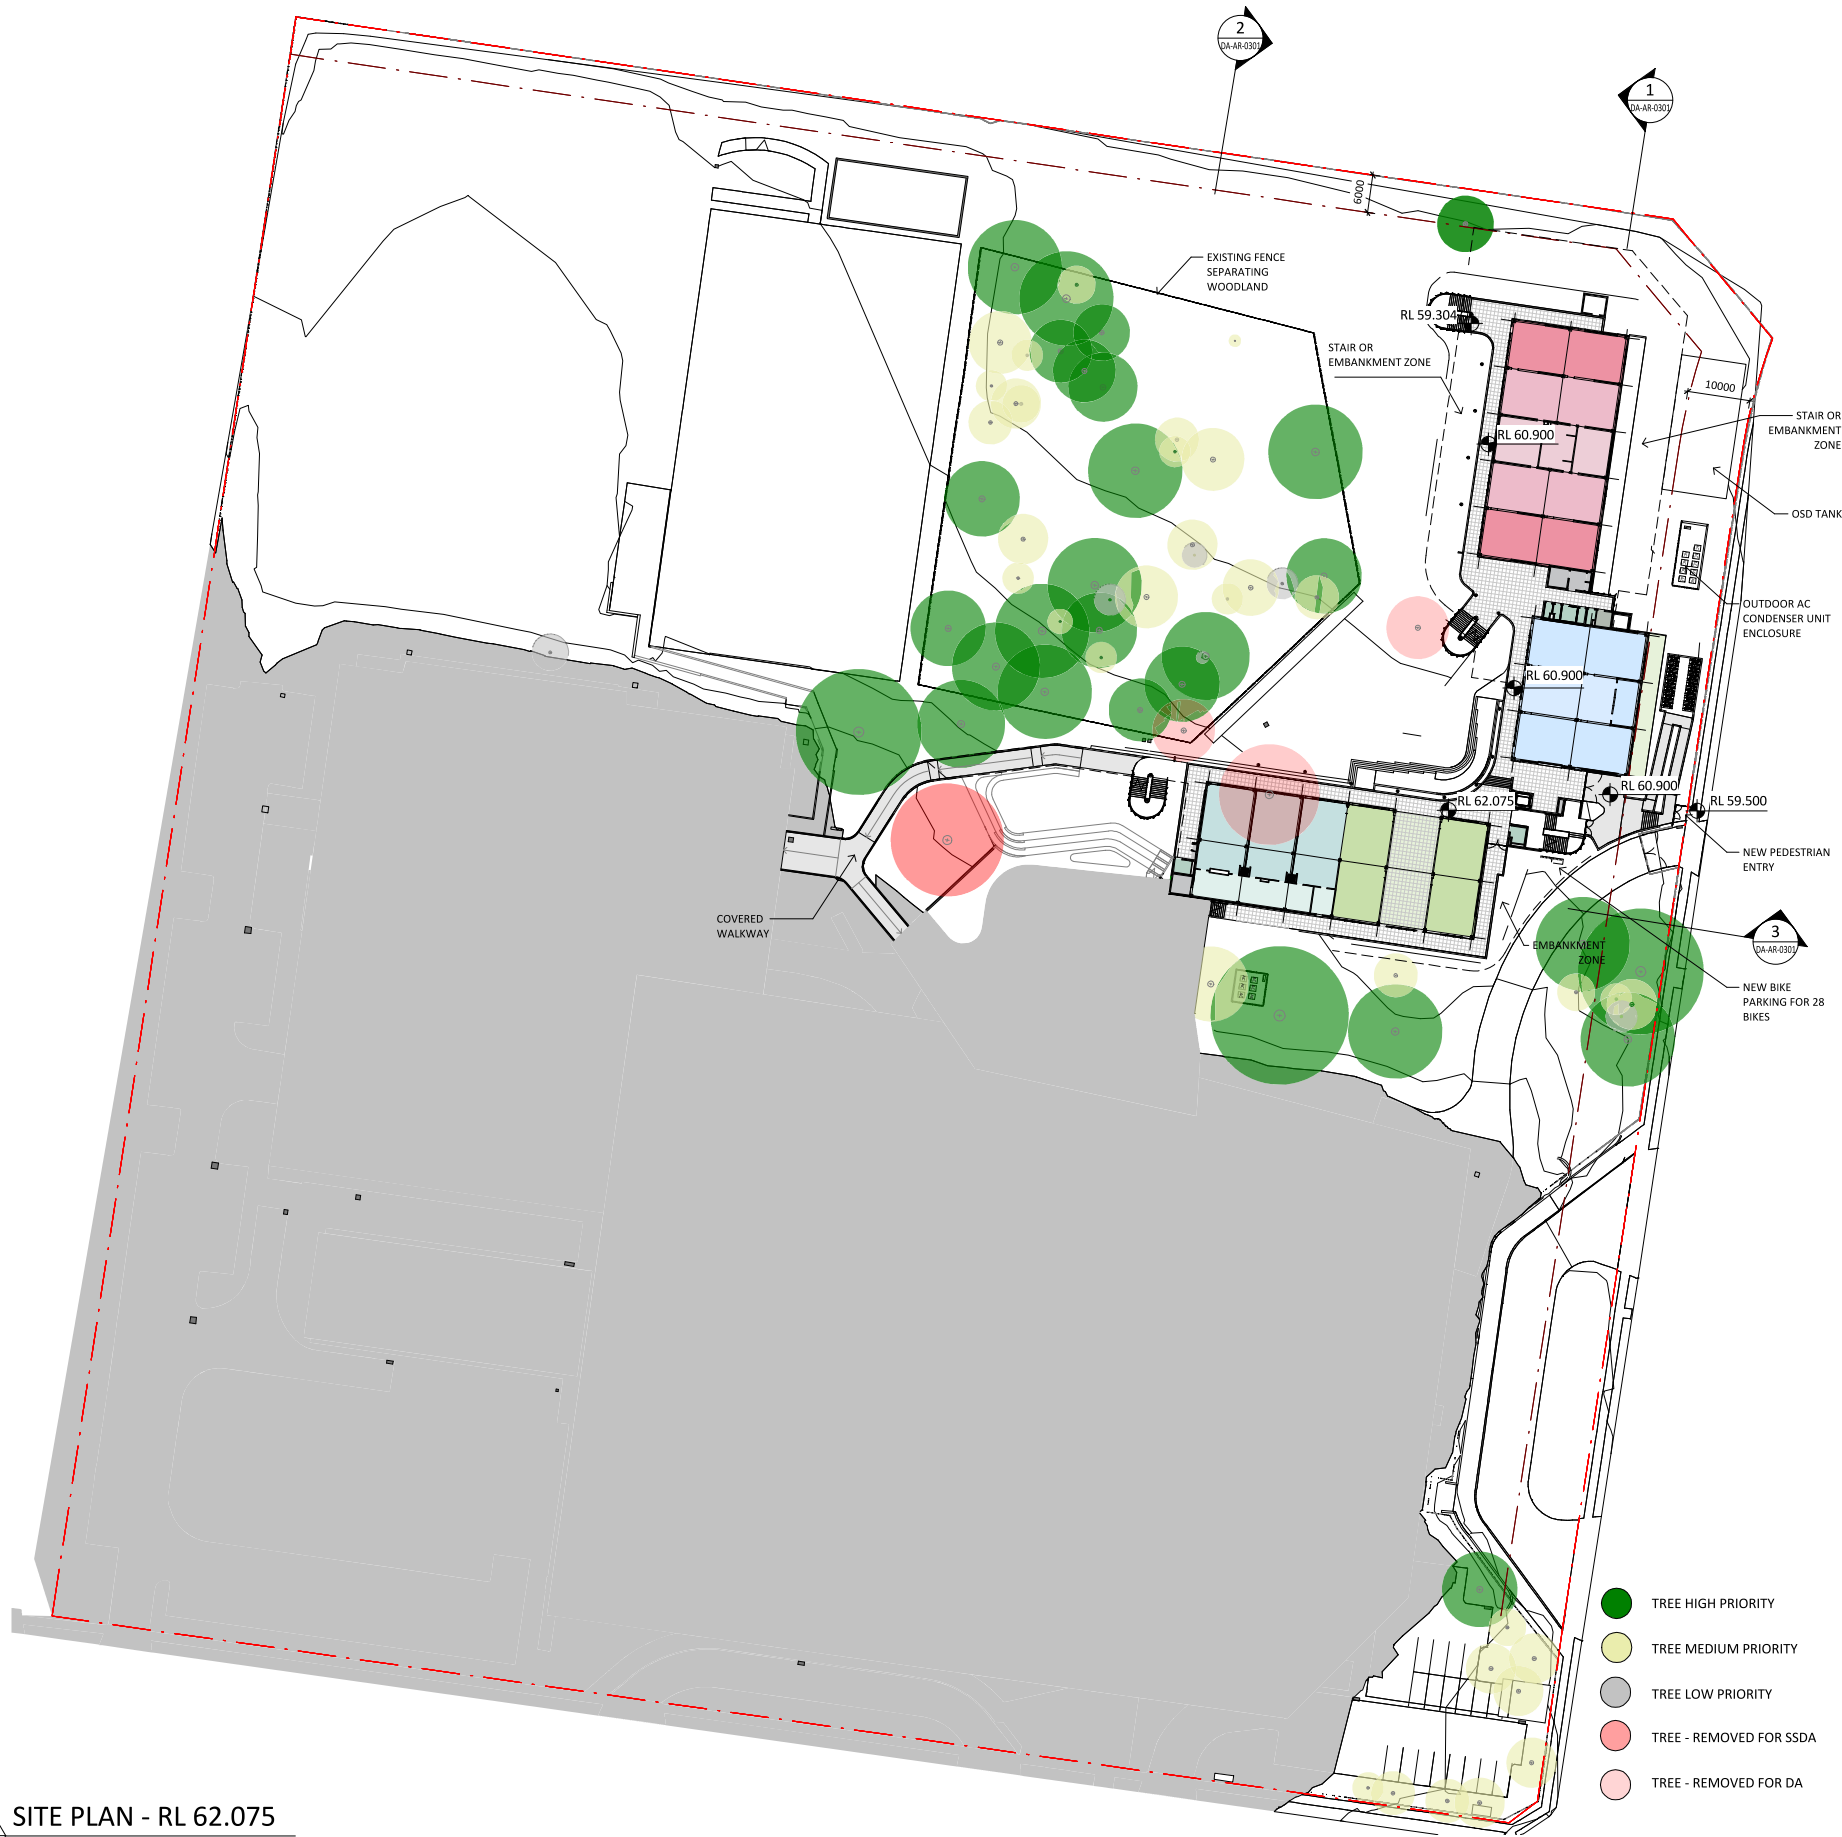 2
DA-AR-0301
1
DA-AR-0301
6000
EXISTING FENCE
SEPARATING
WOODLAND
RL 59.304
STAIR OR
EMBANKMENT ZONE
10000
STAIR OR
EMBANKMENT
ZONE
RL 60.900
OSD TANK
OUTDOOR AC
CONDENSER UNIT
ENCLOSURE
RL 60.900
RL 60.900
RL 59.500
RL 62.075
NEW PEDESTRIAN
ENTRY
COVERED
WALKWAY
3
DA-AR-0301
EMBANKMENT
ZONE
NEW BIKE
PARKING FOR 28
BIKES
TREE HIGH PRIORITY
TREE MEDIUM PRIORITY
TREE LOW PRIORITY
TREE - REMOVED FOR SSDA
TREE - REMOVED FOR DA
SITE PLAN - RL 62.075